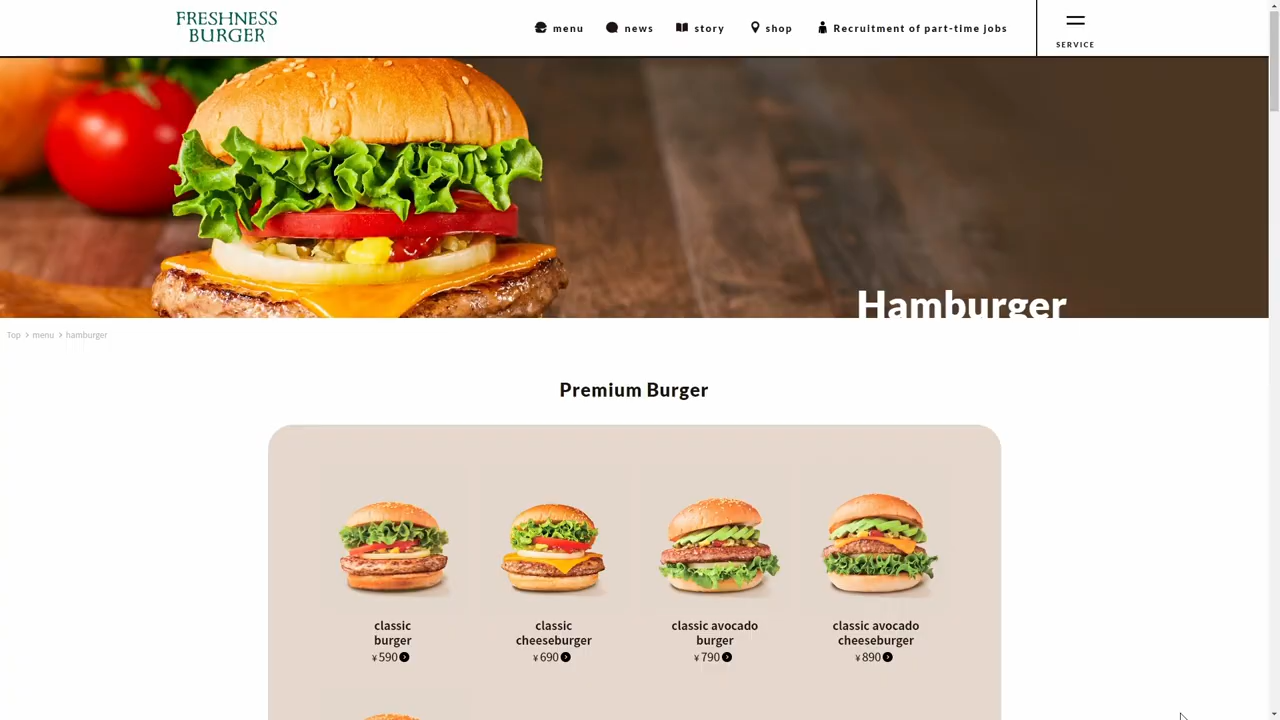 FRESHNESS
BURGER
menu
news
story
shop
Recruitment of part-time jobs
SERVICE
Hamburger
Top > menu > hamburger
Premium Burger
classic
burger
¥590
classic
cheeseburger
¥690
classic avocado
burger
¥790
classic avocado
cheeseburger
¥890